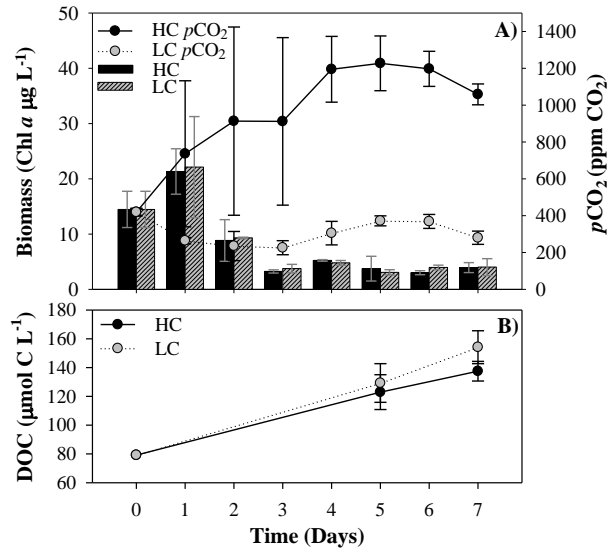 HC pCO₂
LC pCO₂
HC
LC
A)
Biomass (Chl a µg L⁻¹)
50
40
30
20
10
0
pCO₂ (ppm CO₂)
1400
1200
1000
800
600
400
200
0
HC
LC
B)
DOC (µmol C L⁻¹)
180
160
140
120
100
80
60
0 1 2 3 4 5 6 7
Time (Days)